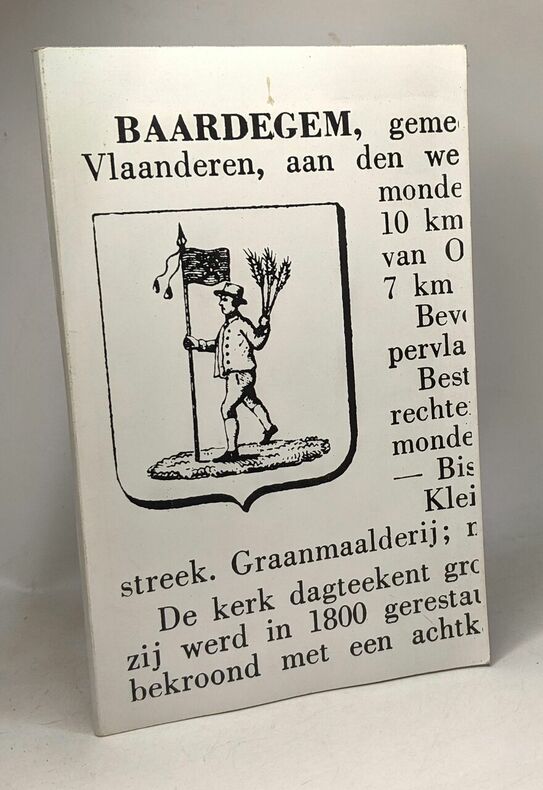 BAARDEGEM, geme
Vlaanderen, aan den we
monde
10 km
van O
7 km
Beve
pervla
Best
rechte
monde
— Bis
Klei
streek. Graanmaalderij; n
De kerk dagteekent gro
zij werd in 1800 gerestau
bekroond met een achtk